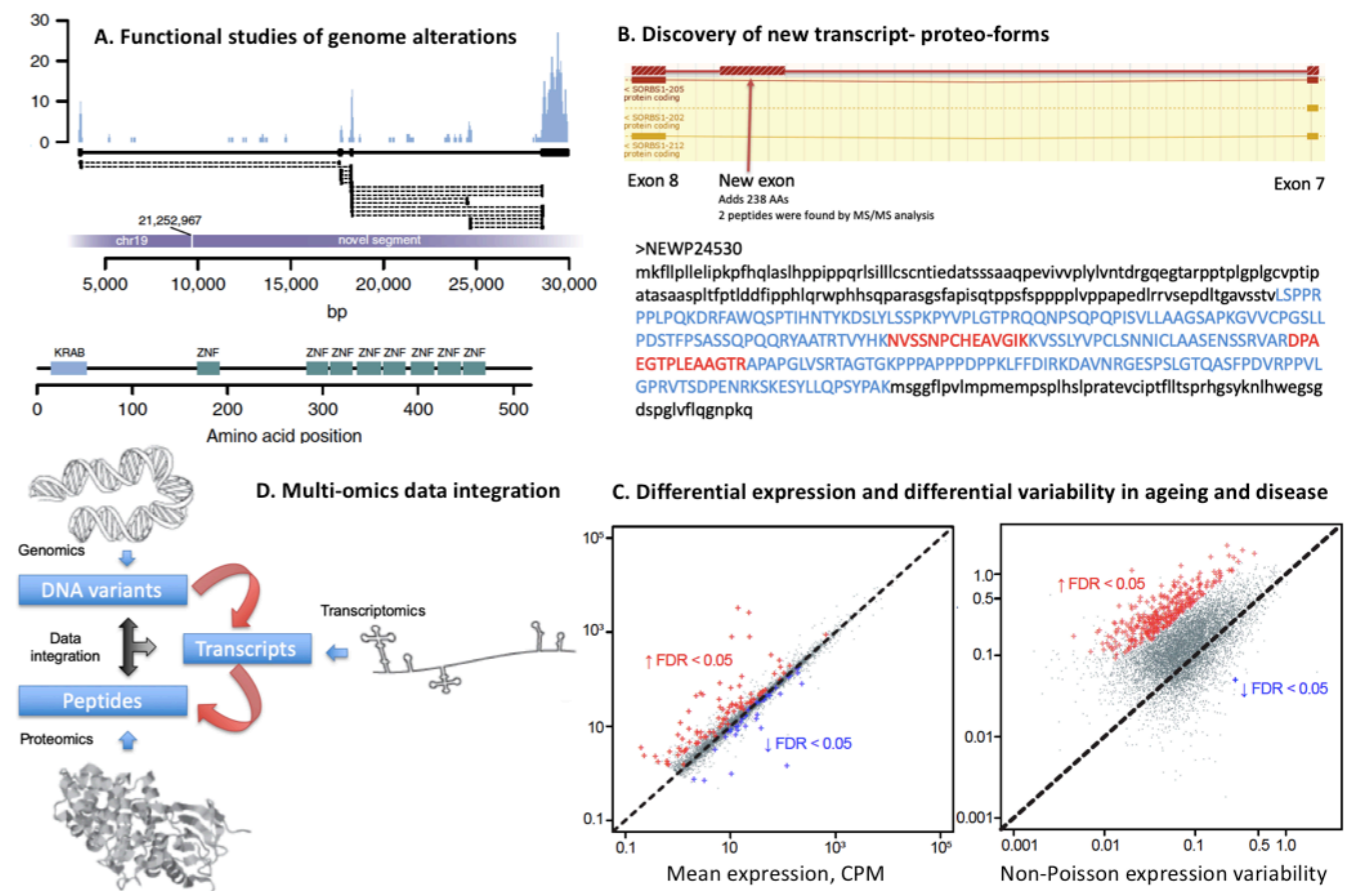 A. Functional studies of genome alterations
30
20
10
0
21,252,967
chr19
novel segment
5,000
10,000
15,000
20,000
25,000
30,000
bp
KRAB
ZNF
ZNF
ZNF
ZNF
ZNF
ZNF
ZNF
ZNF
0
100
200
300
400
500
Amino acid position
B. Discovery of new transcript- proteo-forms
< SORBS1-205
protein coding
< SORBS1-202
protein coding
< SORBS1-212
protein coding
Exon 8
New exon
Exon 7
Adds 238 AAs
2 peptides were found by MS/MS analysis
>NEWP24530
mkfllpllelipkpfhqlaslhppippqrlsilllcscntiedatsssaaqpevivvplylvntdrgqegtarpptplgplgcvptip
atasaaspltfptlddfipphlqrwphhsqparasgsfapisqtppsfspppplvppapedlrrvsepdltgavsstvLSPPR
PPLPQKDRFAWQSPTIHNTYKDSLYLSSPKPYVPLGTPRQQNPSQPQPISVLLAAGSAPKGVVCPGSLL
PDSTFPSASSQPQQRYAATRTVYHKNVSSNPCHEAVGIKKVSSLYVPCLSNNICLAASENSSRVARDPA
EGTPLEAAGTRAPAPGLVSRTAGTGKPPPAPPPDPPKLFFDIRKDAVNRGESPSLGTQASFPDVRPPVL
GPRVTSDPENRKSKESYLLQPSYPAKmsggflpvlmpmempsplhslpratevciptflltsprhgsyknlhwegsg
dspglvflqgnpkq
D. Multi-omics data integration
Genomics
DNA variants
Data
integration
Transcripts
Transcriptomics
Peptides
Proteomics
C. Differential expression and differential variability in ageing and disease
10⁵
10³
10
0.1
↑ FDR < 0.05
↓ FDR < 0.05
0.1
10
10³
10⁵
Mean expression, CPM
1.0
0.5
0.1
0.01
0.001
↑ FDR < 0.05
↓ FDR < 0.05
0.001
0.01
0.1
0.5
1.0
Non-Poisson expression variability